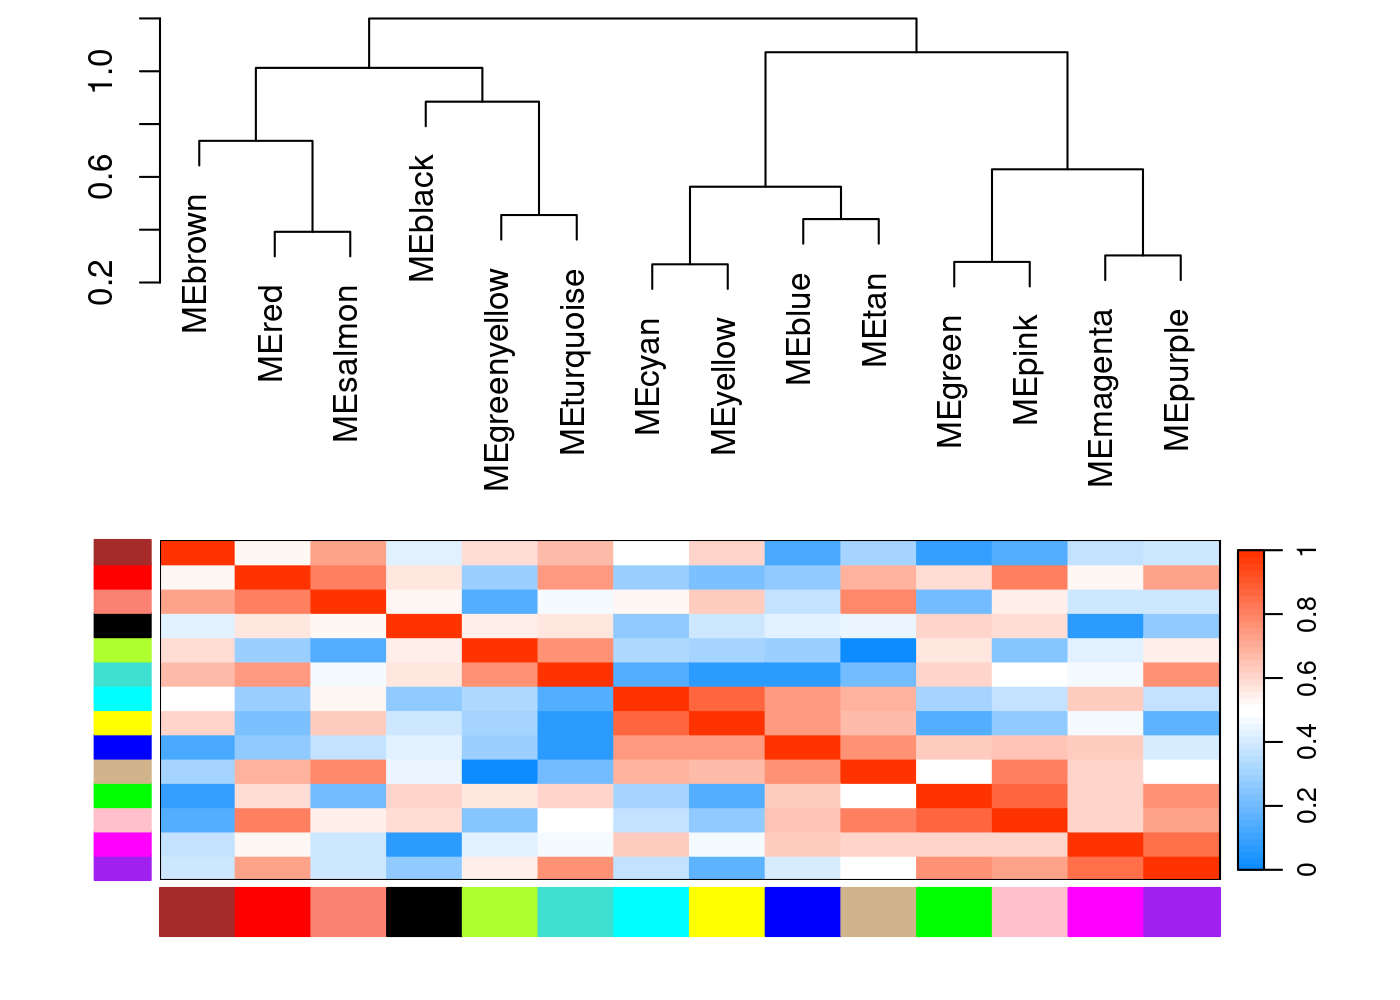 1.0
0.6
0.2
MEbrown
MEred
MEsalmon
MEblack
MEgreenyellow
MEturquoise
MEcyan
MEyellow
MEblue
MEtan
MEgreen
MEpink
MEmagenta
MEpurple
1
0.8
0.6
0.4
0.2
0